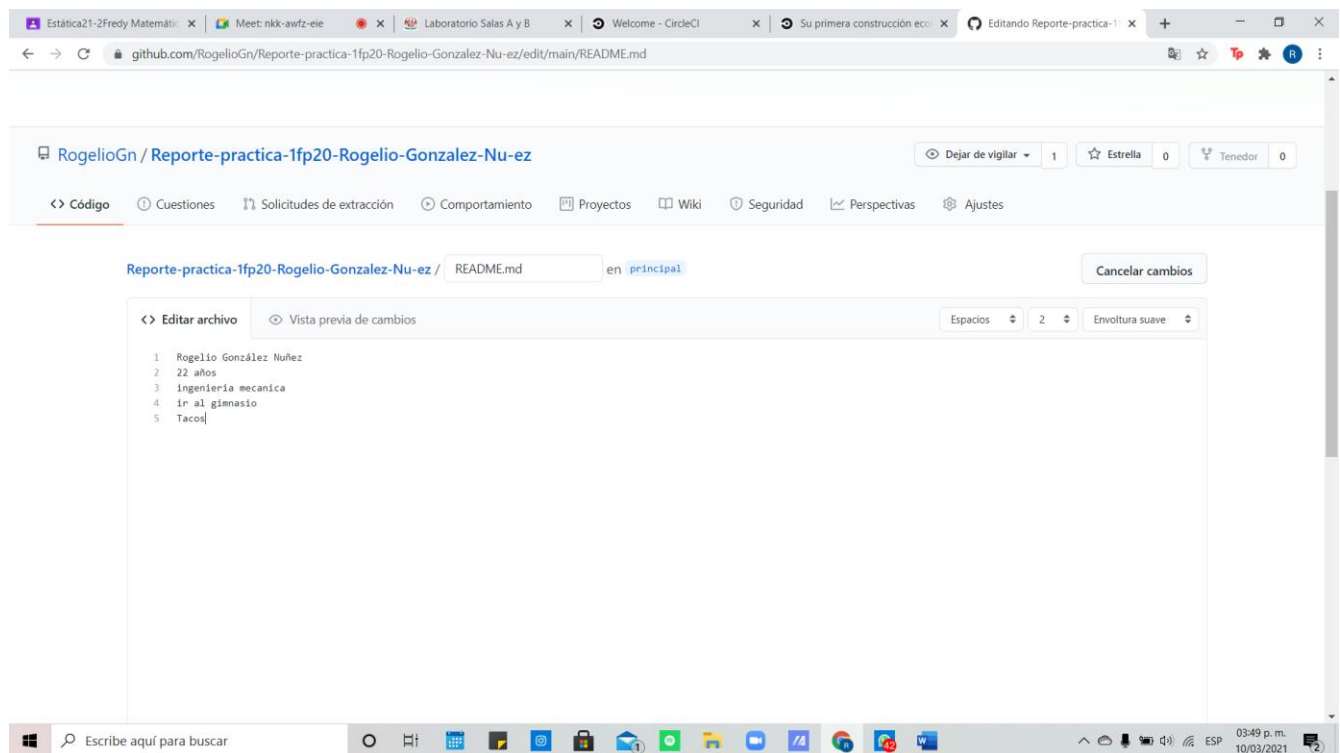 Estática21-2Fredy Matemátic
Meet: nkk-awfz-eie
Laboratorio Salas A y B
Welcome - CircleCI
Su primera construcción eco
Editando Reporte-practica-1
github.com/RogelioGn/Reporte-practica-1fp20-Rogelio-Gonzalez-Nu-ez/edit/main/README.md
Tp
R
RogelioGn / Reporte-practica-1fp20-Rogelio-Gonzalez-Nu-ez
Dejar de vigilar 1
Estrella 0
Tenedor 0
<> Código
Cuestiones
Solicitudes de extracción
Comportamiento
Proyectos
Wiki
Seguridad
Perspectivas
Ajustes
Reporte-practica-1fp20-Rogelio-Gonzalez-Nu-ez / README.md en principal
Cancelar cambios
<> Editar archivo
Vista previa de cambios
Espacios
2
Envoltura suave
1 Rogelio González Nuñez
2 22 años
3 ingenieria mecanica
4 ir al gimnasio
5 Tacos
Escribe aquí para buscar
1
42
W
ESP
03:49 p. m.
10/03/2021
2